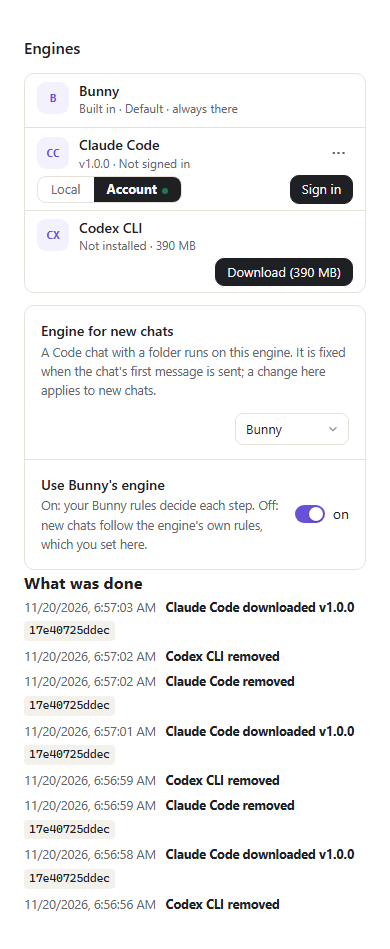 Engines
B
Bunny
Built in · Default · always there
CC
Claude Code
v1.0.0 · Not signed in
···
Local
Account
Sign in
CX
Codex CLI
Not installed · 390 MB
Download (390 MB)
Engine for new chats
A Code chat with a folder runs on this engine. It is fixed
when the chat's first message is sent; a change here
applies to new chats.
Bunny
Use Bunny's engine
On: your Bunny rules decide each step. Off:
new chats follow the engine's own rules,
which you set here.
on
What was done
11/20/2026, 6:57:03 AM Claude Code downloaded v1.0.0
17e40725ddec
11/20/2026, 6:57:02 AM Codex CLI removed
11/20/2026, 6:57:02 AM Claude Code removed
17e40725ddec
11/20/2026, 6:57:01 AM Claude Code downloaded v1.0.0
17e40725ddec
11/20/2026, 6:56:59 AM Codex CLI removed
11/20/2026, 6:56:59 AM Claude Code removed
17e40725ddec
11/20/2026, 6:56:58 AM Claude Code downloaded v1.0.0
17e40725ddec
11/20/2026, 6:56:56 AM Codex CLI removed